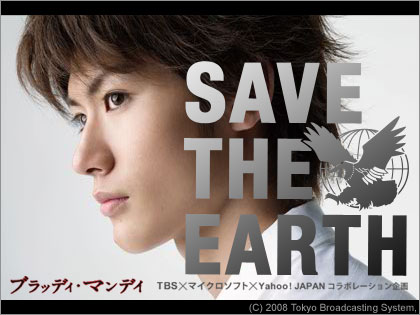 SAVE
THE
EARTH
ブラッディ・マンデイ
TBS×マイクロソフト×Yahoo! JAPAN コラボレーション企画
(C) 2008 Tokyo Broadcasting System,